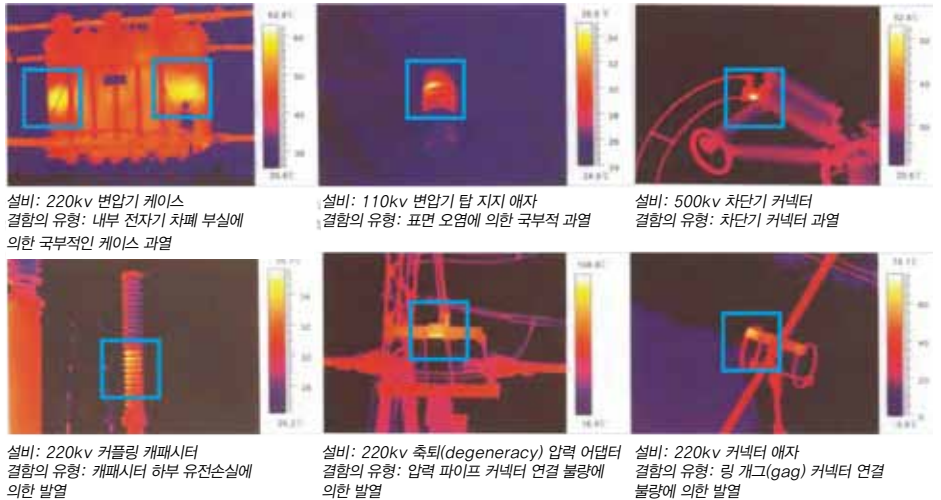 설비: 220kv 변압기 케이스
결함의 유형: 내부 전자기 차폐 부실에
의한 국부적인 케이스 과열
설비: 110kv 변압기 탑 지지 애자
결함의 유형: 표면 오염에 의한 국부적 과열
설비: 500kv 차단기 커넥터
결함의 유형: 차단기 커넥터 과열
설비: 220kv 커플링 캐패시터
결함의 유형: 캐패시터 하부 유전손실에
의한 발열
설비: 220kv 축퇴(degeneracy) 압력 어댑터
결함의 유형: 압력 파이프 커넥터 연결 불량에
의한 발열
설비: 220kv 커넥터 애자
결함의 유형: 링 개그(gag) 커넥터 연결
불량에 의한 발열